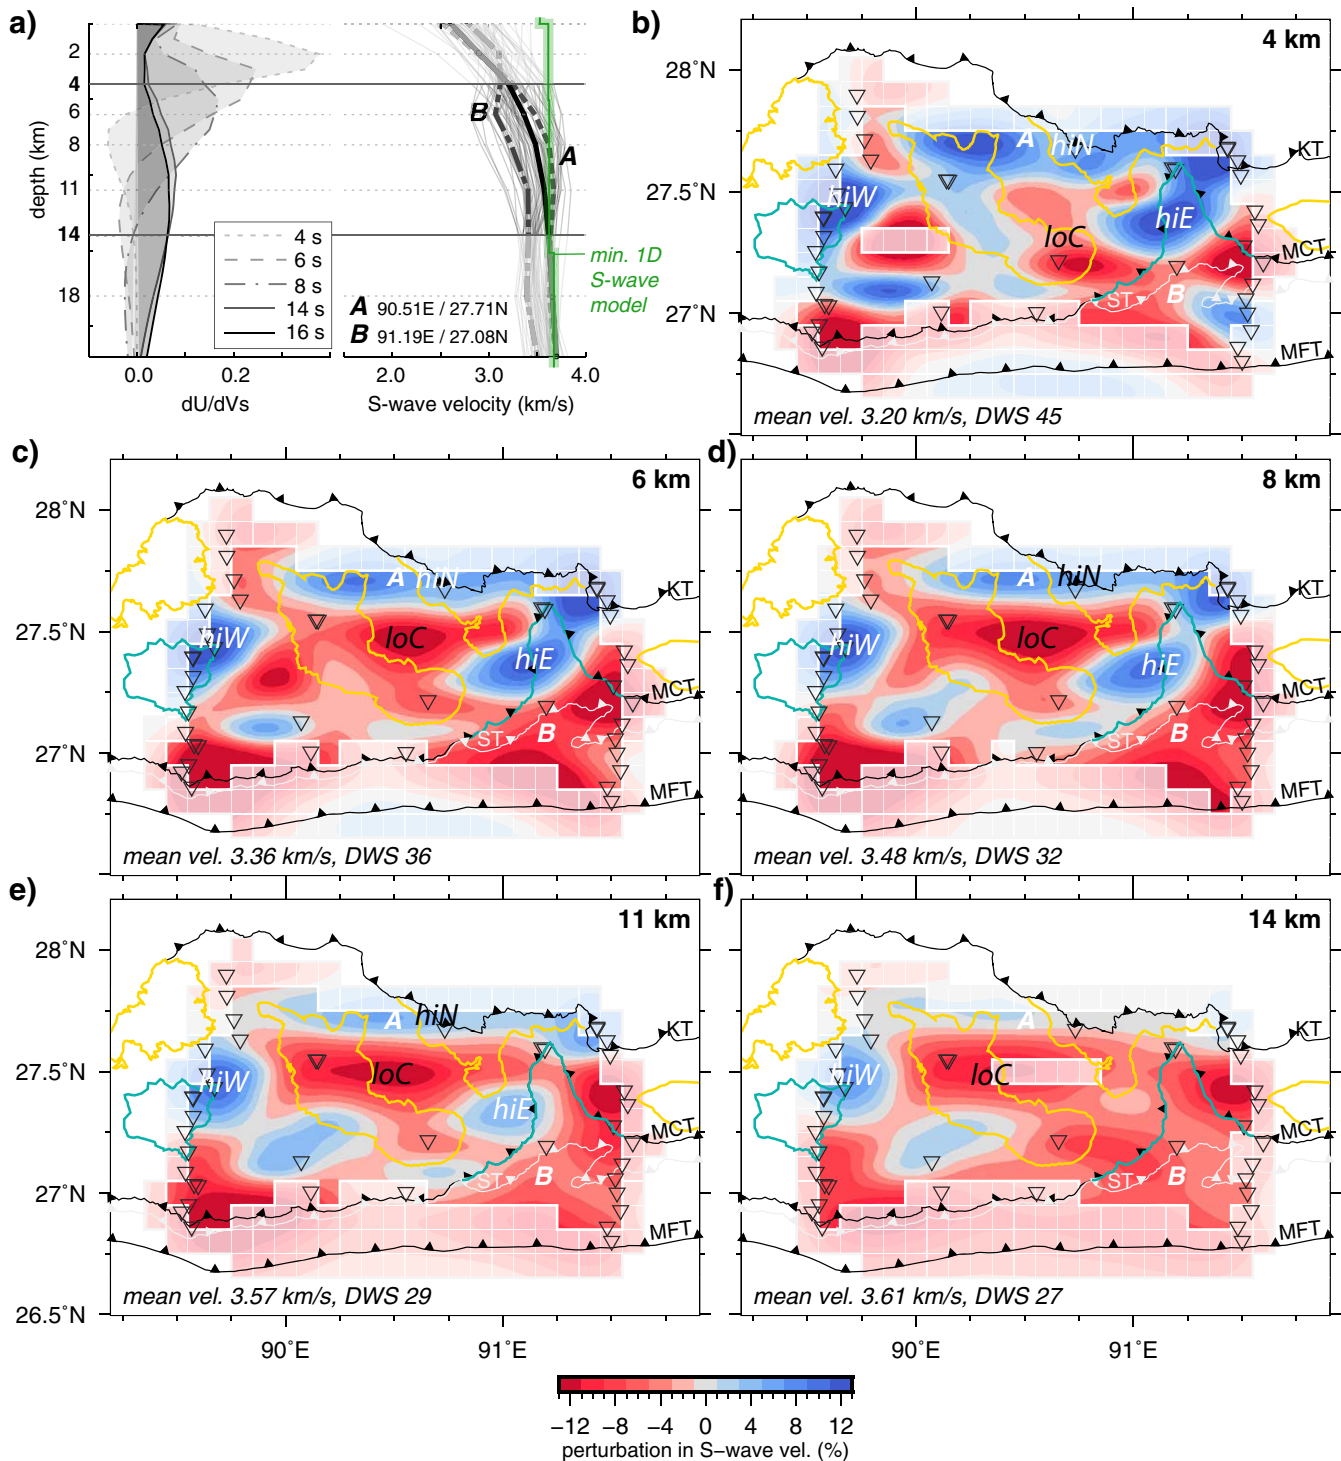 a)
2
4
6
8
11
14
18
depth (km)
4 s
6 s
8 s
14 s
16 s
0.0
0.2
dU/dVs
B
A
min. 1D
S-wave
model
A 90.51E / 27.71N
B 91.19E / 27.08N
2.0
3.0
4.0
S-wave velocity (km/s)
b)
4 km
28˚N
27.5˚N
27˚N
A
hiN
hiW
hiE
loC
ST
B
KT
MCT
MFT
mean vel. 3.20 km/s, DWS 45
c)
6 km
28˚N
27.5˚N
27˚N
A
hiN
hiW
loC
hiE
ST
B
KT
MCT
MFT
mean vel. 3.36 km/s, DWS 36
d)
8 km
A
hiN
hiW
loC
hiE
ST
B
KT
MCT
MFT
mean vel. 3.48 km/s, DWS 32
e)
11 km
28˚N
27.5˚N
27˚N
26.5˚N
A
hiN
hiW
loC
hiE
ST
B
KT
MCT
MFT
mean vel. 3.57 km/s, DWS 29
90˚E
91˚E
f)
14 km
A
hiW
loC
ST
B
KT
MCT
MFT
mean vel. 3.61 km/s, DWS 27
90˚E
91˚E
−12 −8 −4 0 4 8 12
perturbation in S−wave vel. (%)